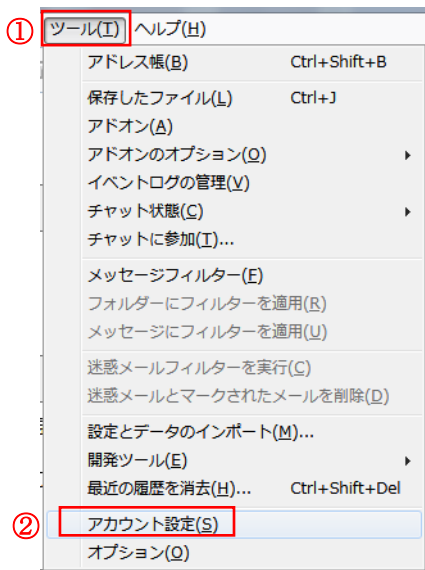 ① ツール(T) ヘルプ(H)
アドレス帳(B) Ctrl+Shift+B
保存したファイル(L) Ctrl+J
アドオン(A)
アドオンのオプション(O)
イベントログの管理(V)
チャット状態(C)
チャットに参加(T)...
メッセージフィルター(F)
フォルダーにフィルターを適用(R)
メッセージにフィルターを適用(U)
迷惑メールフィルターを実行(C)
迷惑メールとマークされたメールを削除(D)
設定とデータのインポート(M)...
開発ツール(E)
最近の履歴を消去(H)... Ctrl+Shift+Del
② アカウント設定(S)
オプション(O)